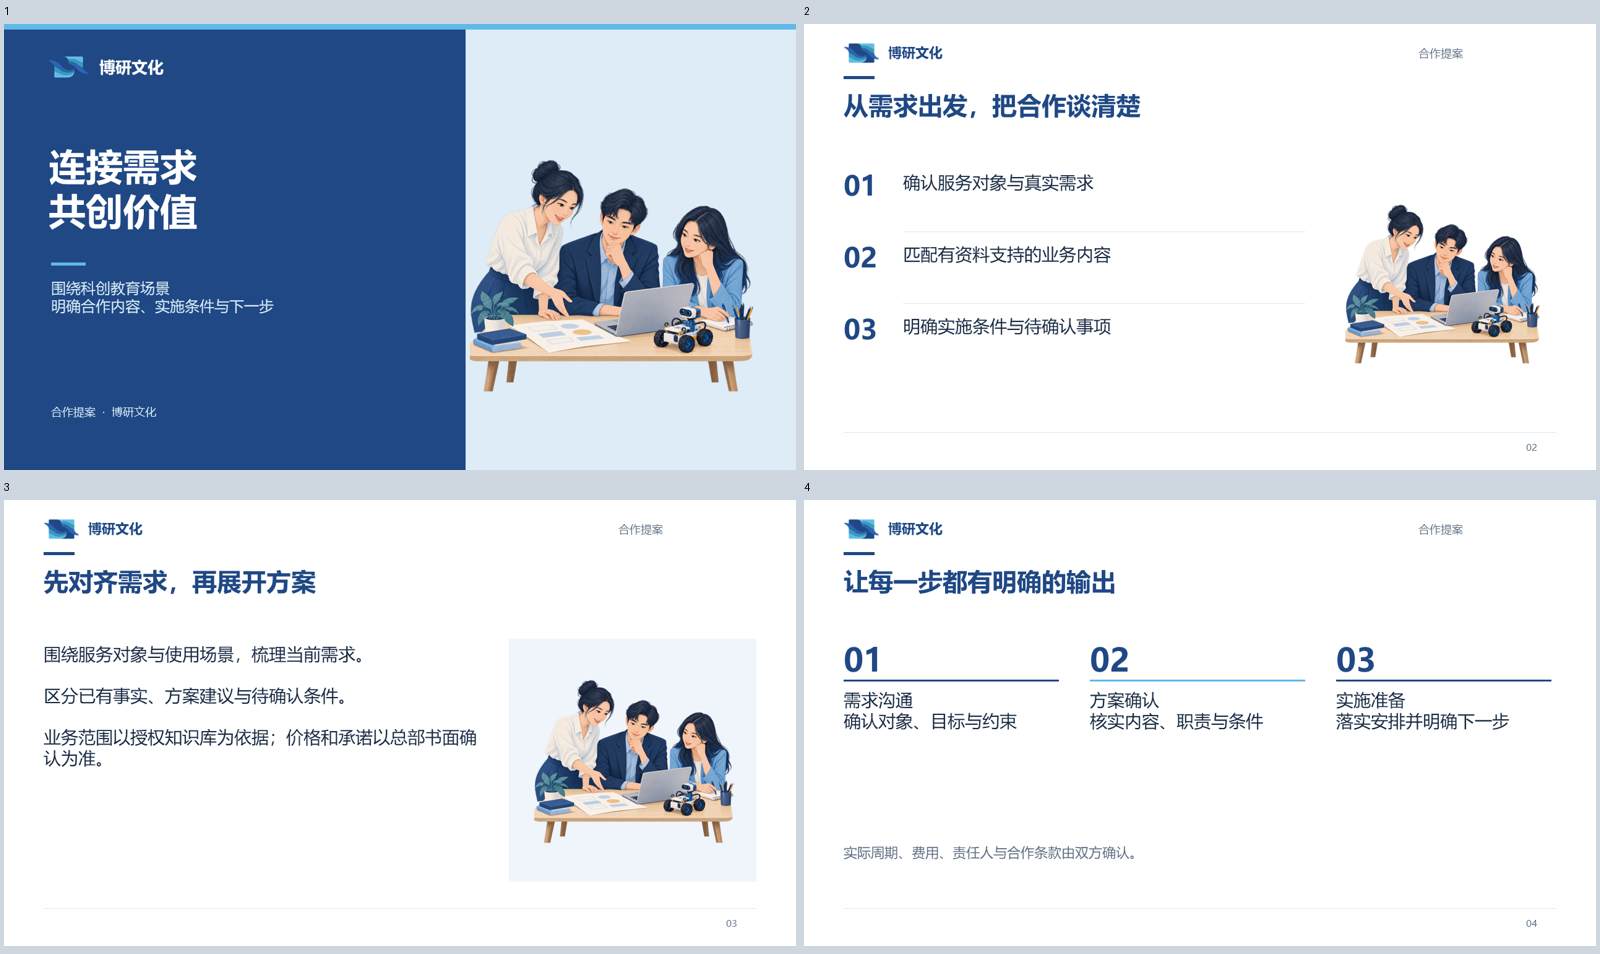 1
博研文化
连接需求
共创价值
围绕科创教育场景
明确合作内容、实施条件与下一步
合作提案 · 博研文化
2
博研文化
合作提案
从需求出发，把合作谈清楚
01 确认服务对象与真实需求
02 匹配有资料支持的业务内容
03 明确实施条件与待确认事项
02
3
博研文化
合作提案
先对齐需求，再展开方案
围绕服务对象与使用场景，梳理当前需求。
区分已有事实、方案建议与待确认条件。
业务范围以授权知识库为依据；价格和承诺以总部书面确
认为准。
03
4
博研文化
合作提案
让每一步都有明确的输出
01
需求沟通
确认对象、目标与约束
02
方案确认
核实内容、职责与条件
03
实施准备
落实安排并明确下一步
实际周期、费用、责任人与合作条款由双方确认。
04